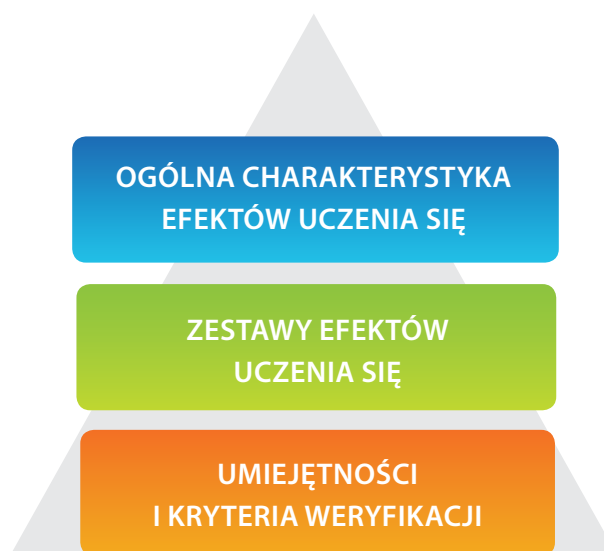 OGÓLNA CHARAKTERYSTYKA
EFEKTÓW UCZENIA SIĘ
ZESTAWY EFEKTÓW
UCZENIA SIĘ
UMIEJĘTNOŚCI
I KRYTERIA WERYFIKACJI